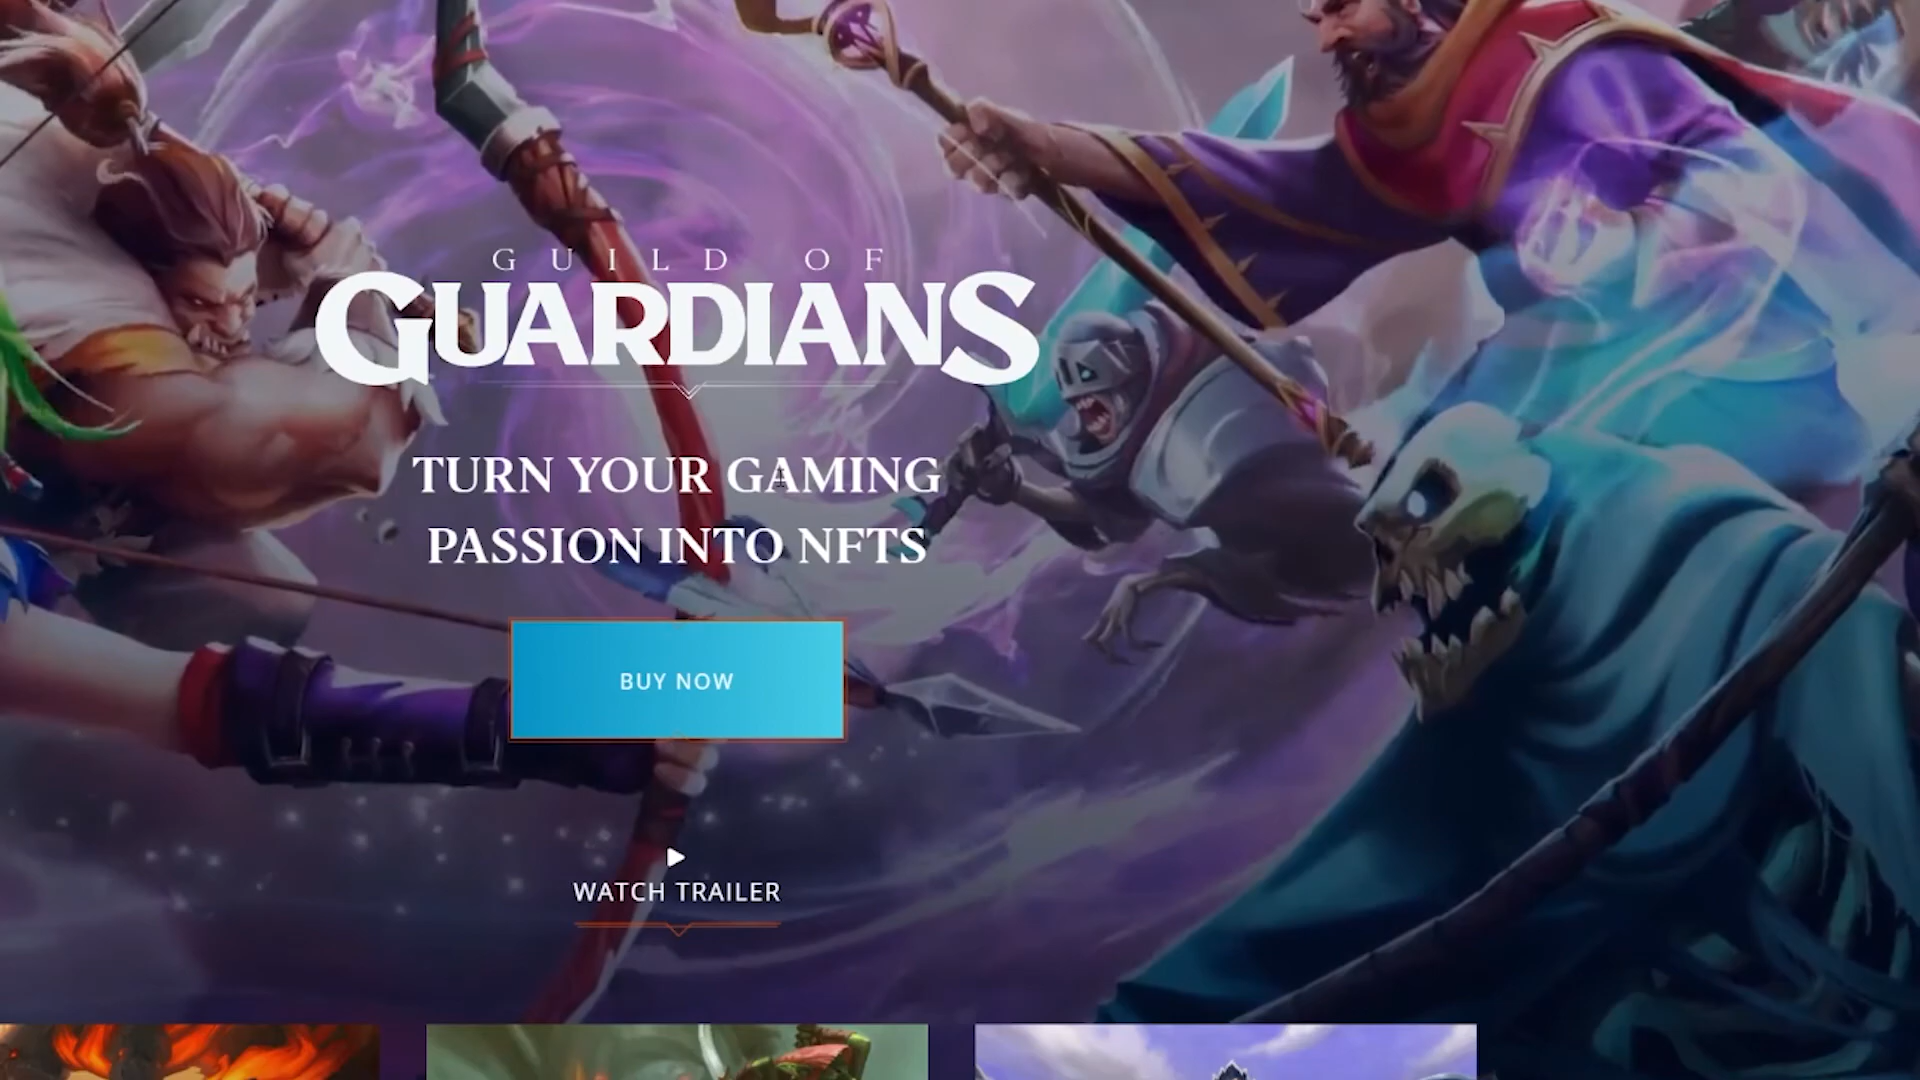 GUILD OF
GUARDIANS
TURN YOUR GAMING
PASSION INTO NFTS
BUY NOW
WATCH TRAILER